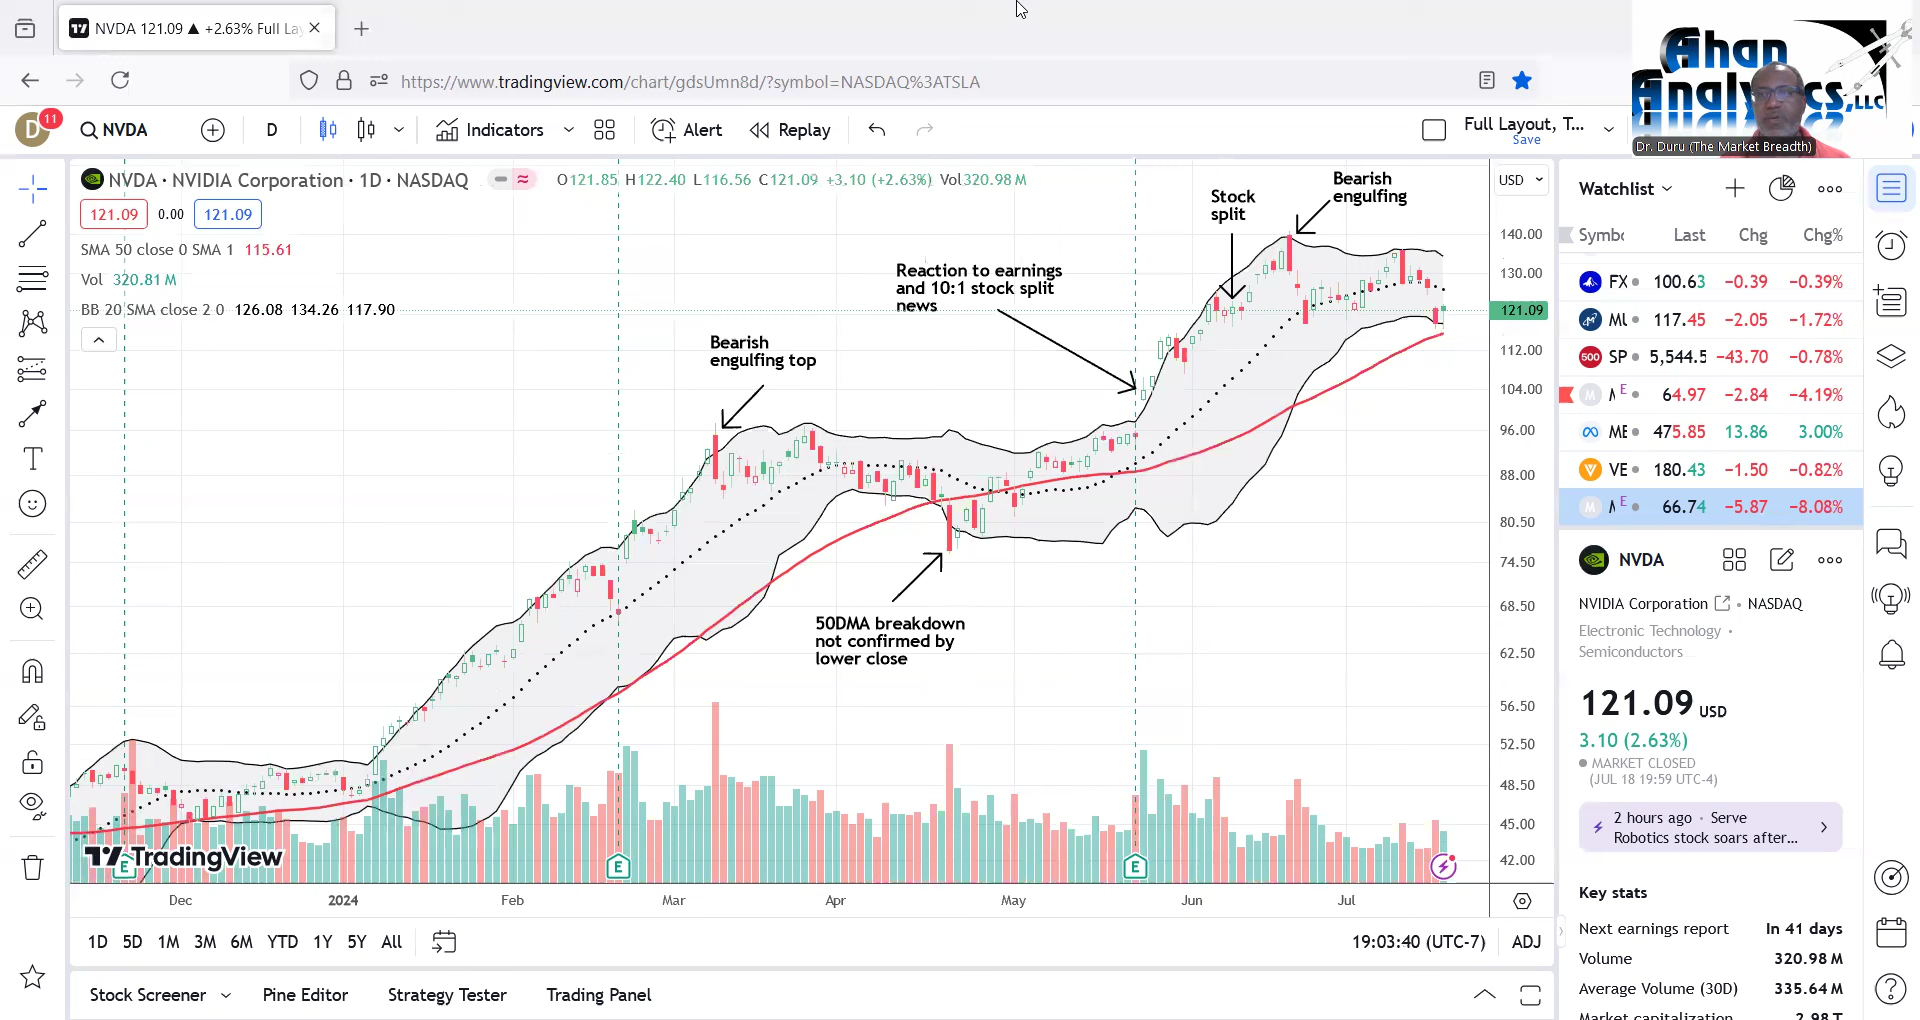 NVDA 121.09 ▲ +2.63% Full La
https://www.tradingview.com/chart/gdsUmn8d/?symbol=NASDAQ%3ATSLA
Ahan
Analytics, LLC
Dr. Duru (The Market Breadth)
D
11
NVDA
D
Indicators
Alert
Replay
Full Layout, T...
Save
NVDA · NVIDIA Corporation · 1D · NASDAQ
O121.85 H122.40 L116.56 C121.09 +3.10 (+2.63%) Vol320.98 M
121.09 0.00 121.09
SMA 50 close 0 SMA 1 115.61
Vol 320.81 M
BB 20 SMA close 2 0 126.08 134.26 117.90
Bearish
engulfing top
Reaction to earnings
and 10:1 stock split
news
Stock
split
Bearish
engulfing
50DMA breakdown
not confirmed by
lower close
USD
140.00
130.00
121.09
112.00
104.00
96.00
88.00
80.50
74.50
68.50
62.50
56.50
52.50
48.50
45.00
42.00
TradingView
E
E
E
Dec 2024 Feb Mar Apr May Jun Jul
1D 5D 1M 3M 6M YTD 1Y 5Y All
19:03:40 (UTC-7) ADJ
Stock Screener Pine Editor Strategy Tester Trading Panel
Watchlist
Symbc Last Chg Chg%
FX 100.63 −0.39 −0.39%
MU 117.45 −2.05 −1.72%
500 SP 5,544.5 −43.70 −0.78%
M E 64.97 −2.84 −4.19%
ME 475.85 13.86 3.00%
VE 180.43 −1.50 −0.82%
M E 66.74 −5.87 −8.08%
NVDA
NVIDIA Corporation • NASDAQ
Electronic Technology •
Semiconductors
121.09 USD
3.10 (2.63%)
MARKET CLOSED
(JUL 18 19:59 UTC-4)
2 hours ago • Serve
Robotics stock soars after...
Key stats
Next earnings report In 41 days
Volume 320.98 M
Average Volume (30D) 335.64 M
Market capitalization 2.98 T